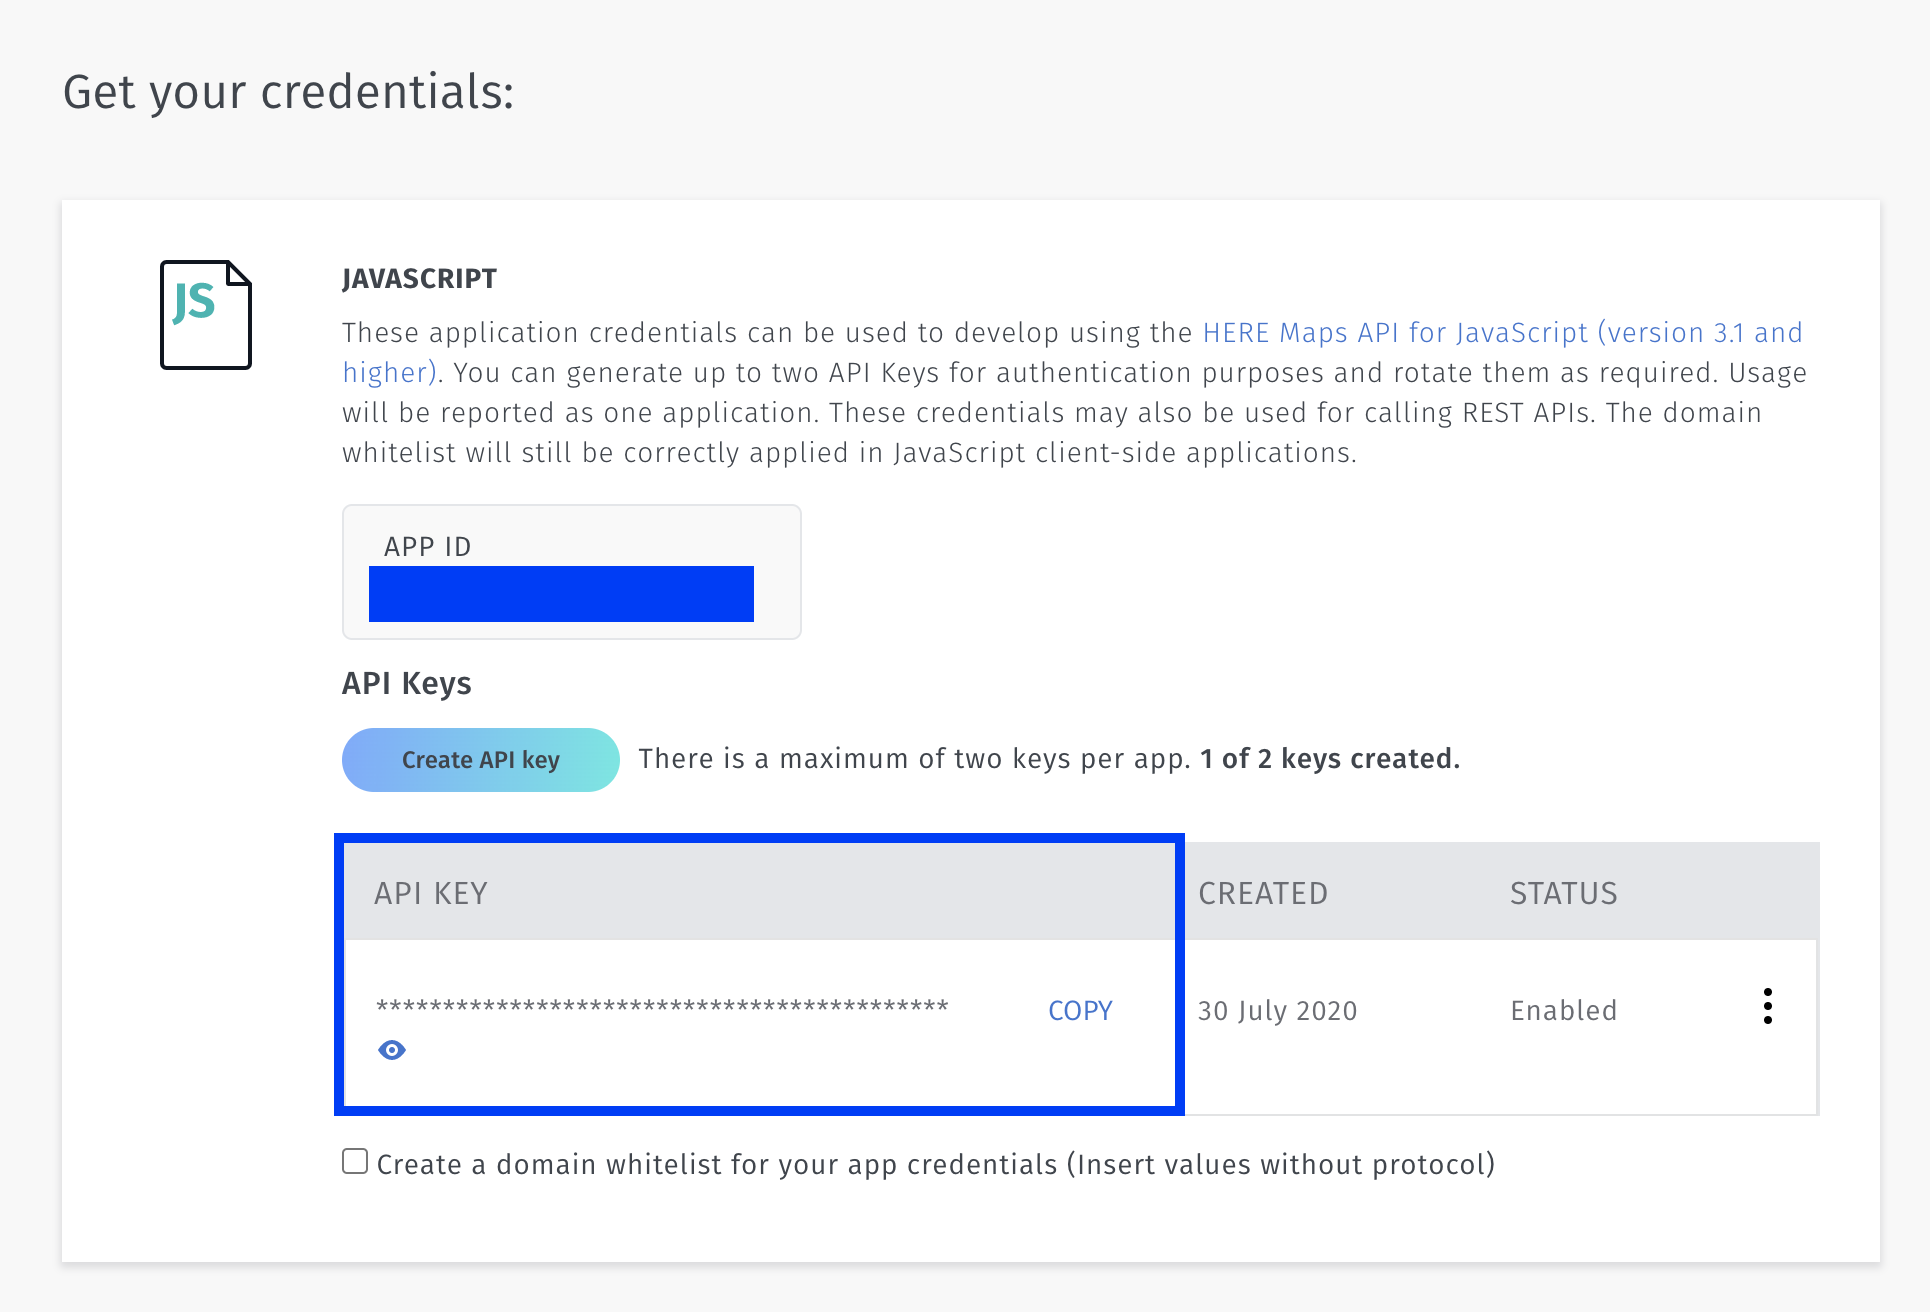 Get your credentials:
JS
JAVASCRIPT
These application credentials can be used to develop using the HERE Maps API for JavaScript (version 3.1 and
higher). You can generate up to two API Keys for authentication purposes and rotate them as required. Usage
will be reported as one application. These credentials may also be used for calling REST APIs. The domain
whitelist will still be correctly applied in JavaScript client-side applications.
APP ID
API Keys
Create API key There is a maximum of two keys per app. 1 of 2 keys created.
API KEY CREATED STATUS
******************************************* COPY 30 July 2020 Enabled
Create a domain whitelist for your app credentials (Insert values without protocol)